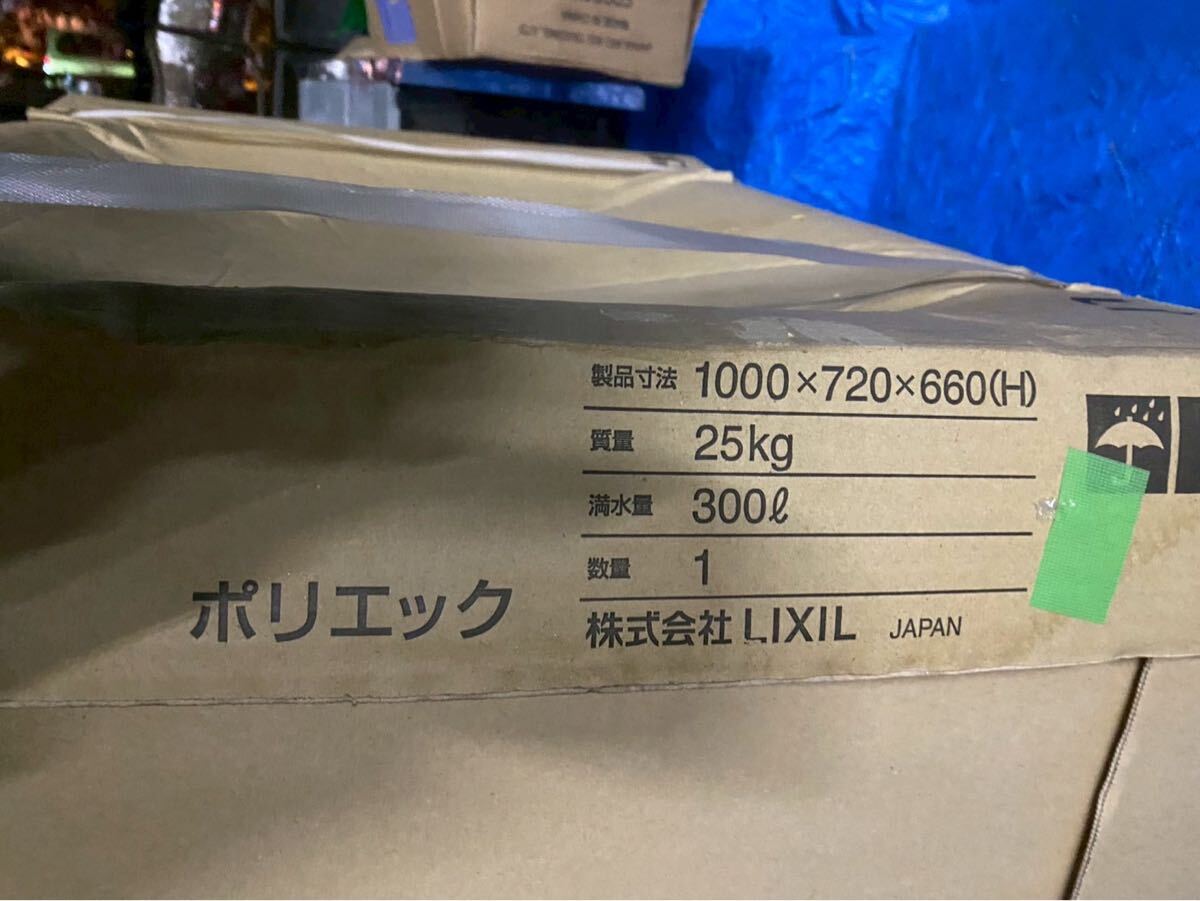 製品寸法 1000×720×660(H)
質量 25kg
満水量 300ℓ
数量 1
ポリエック
株式会社 LIXIL JAPAN